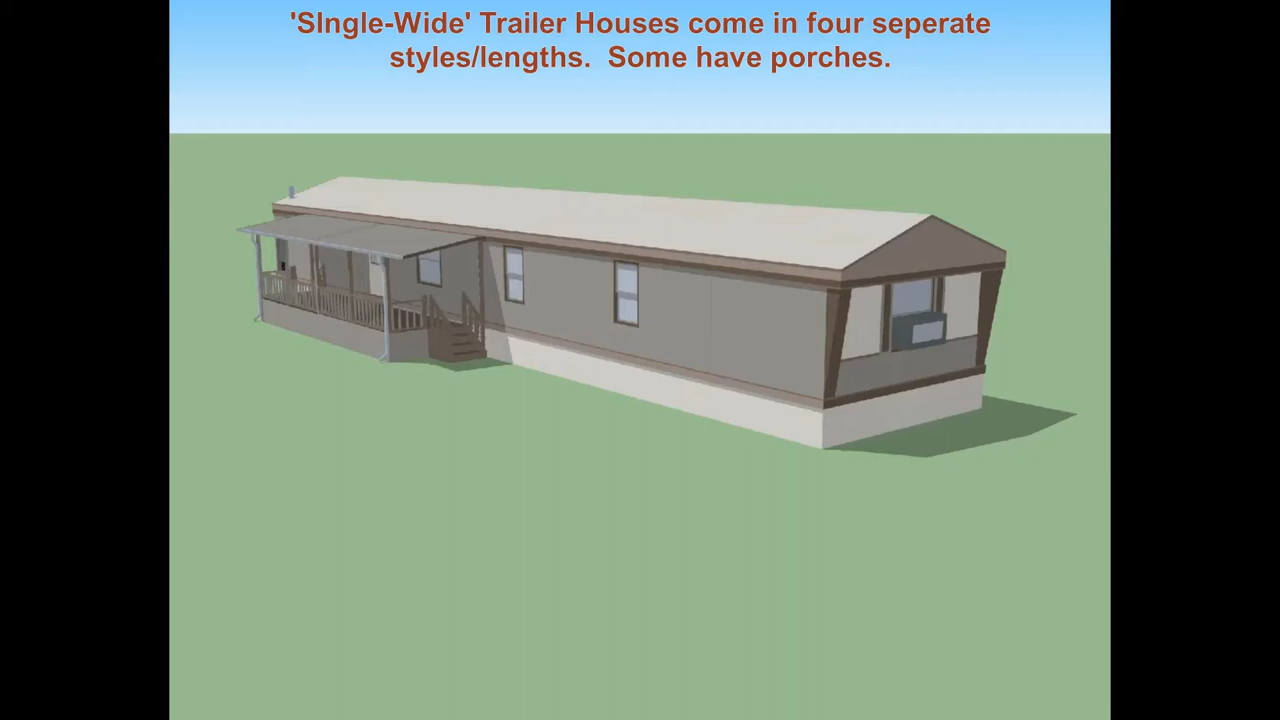 'SIngle-Wide' Trailer Houses come in four seperate
styles/lengths.  Some have porches.